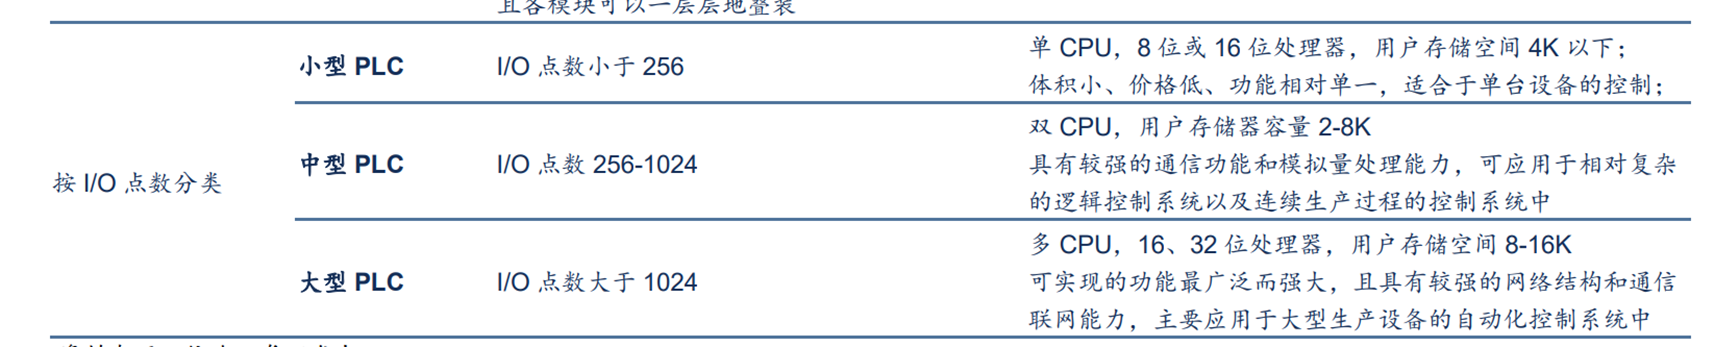 且各模块可以一层层地叠装
小型 PLC
I/O 点数小于 256
单 CPU，8 位或 16 位处理器，用户存储空间 4K 以下；
体积小、价格低、功能相对单一，适合于单台设备的控制；
按 I/O 点数分类
中型 PLC
I/O 点数 256-1024
双 CPU，用户存储器容量 2-8K
具有较强的通信功能和模拟量处理能力，可应用于相对复杂
的逻辑控制系统以及连续生产过程的控制系统中
大型 PLC
I/O 点数大于 1024
多 CPU，16、32 位处理器，用户存储空间 8-16K
可实现的功能最广泛而强大，且具有较强的网络结构和通信
联网能力，主要应用于大型生产设备的自动化控制系统中